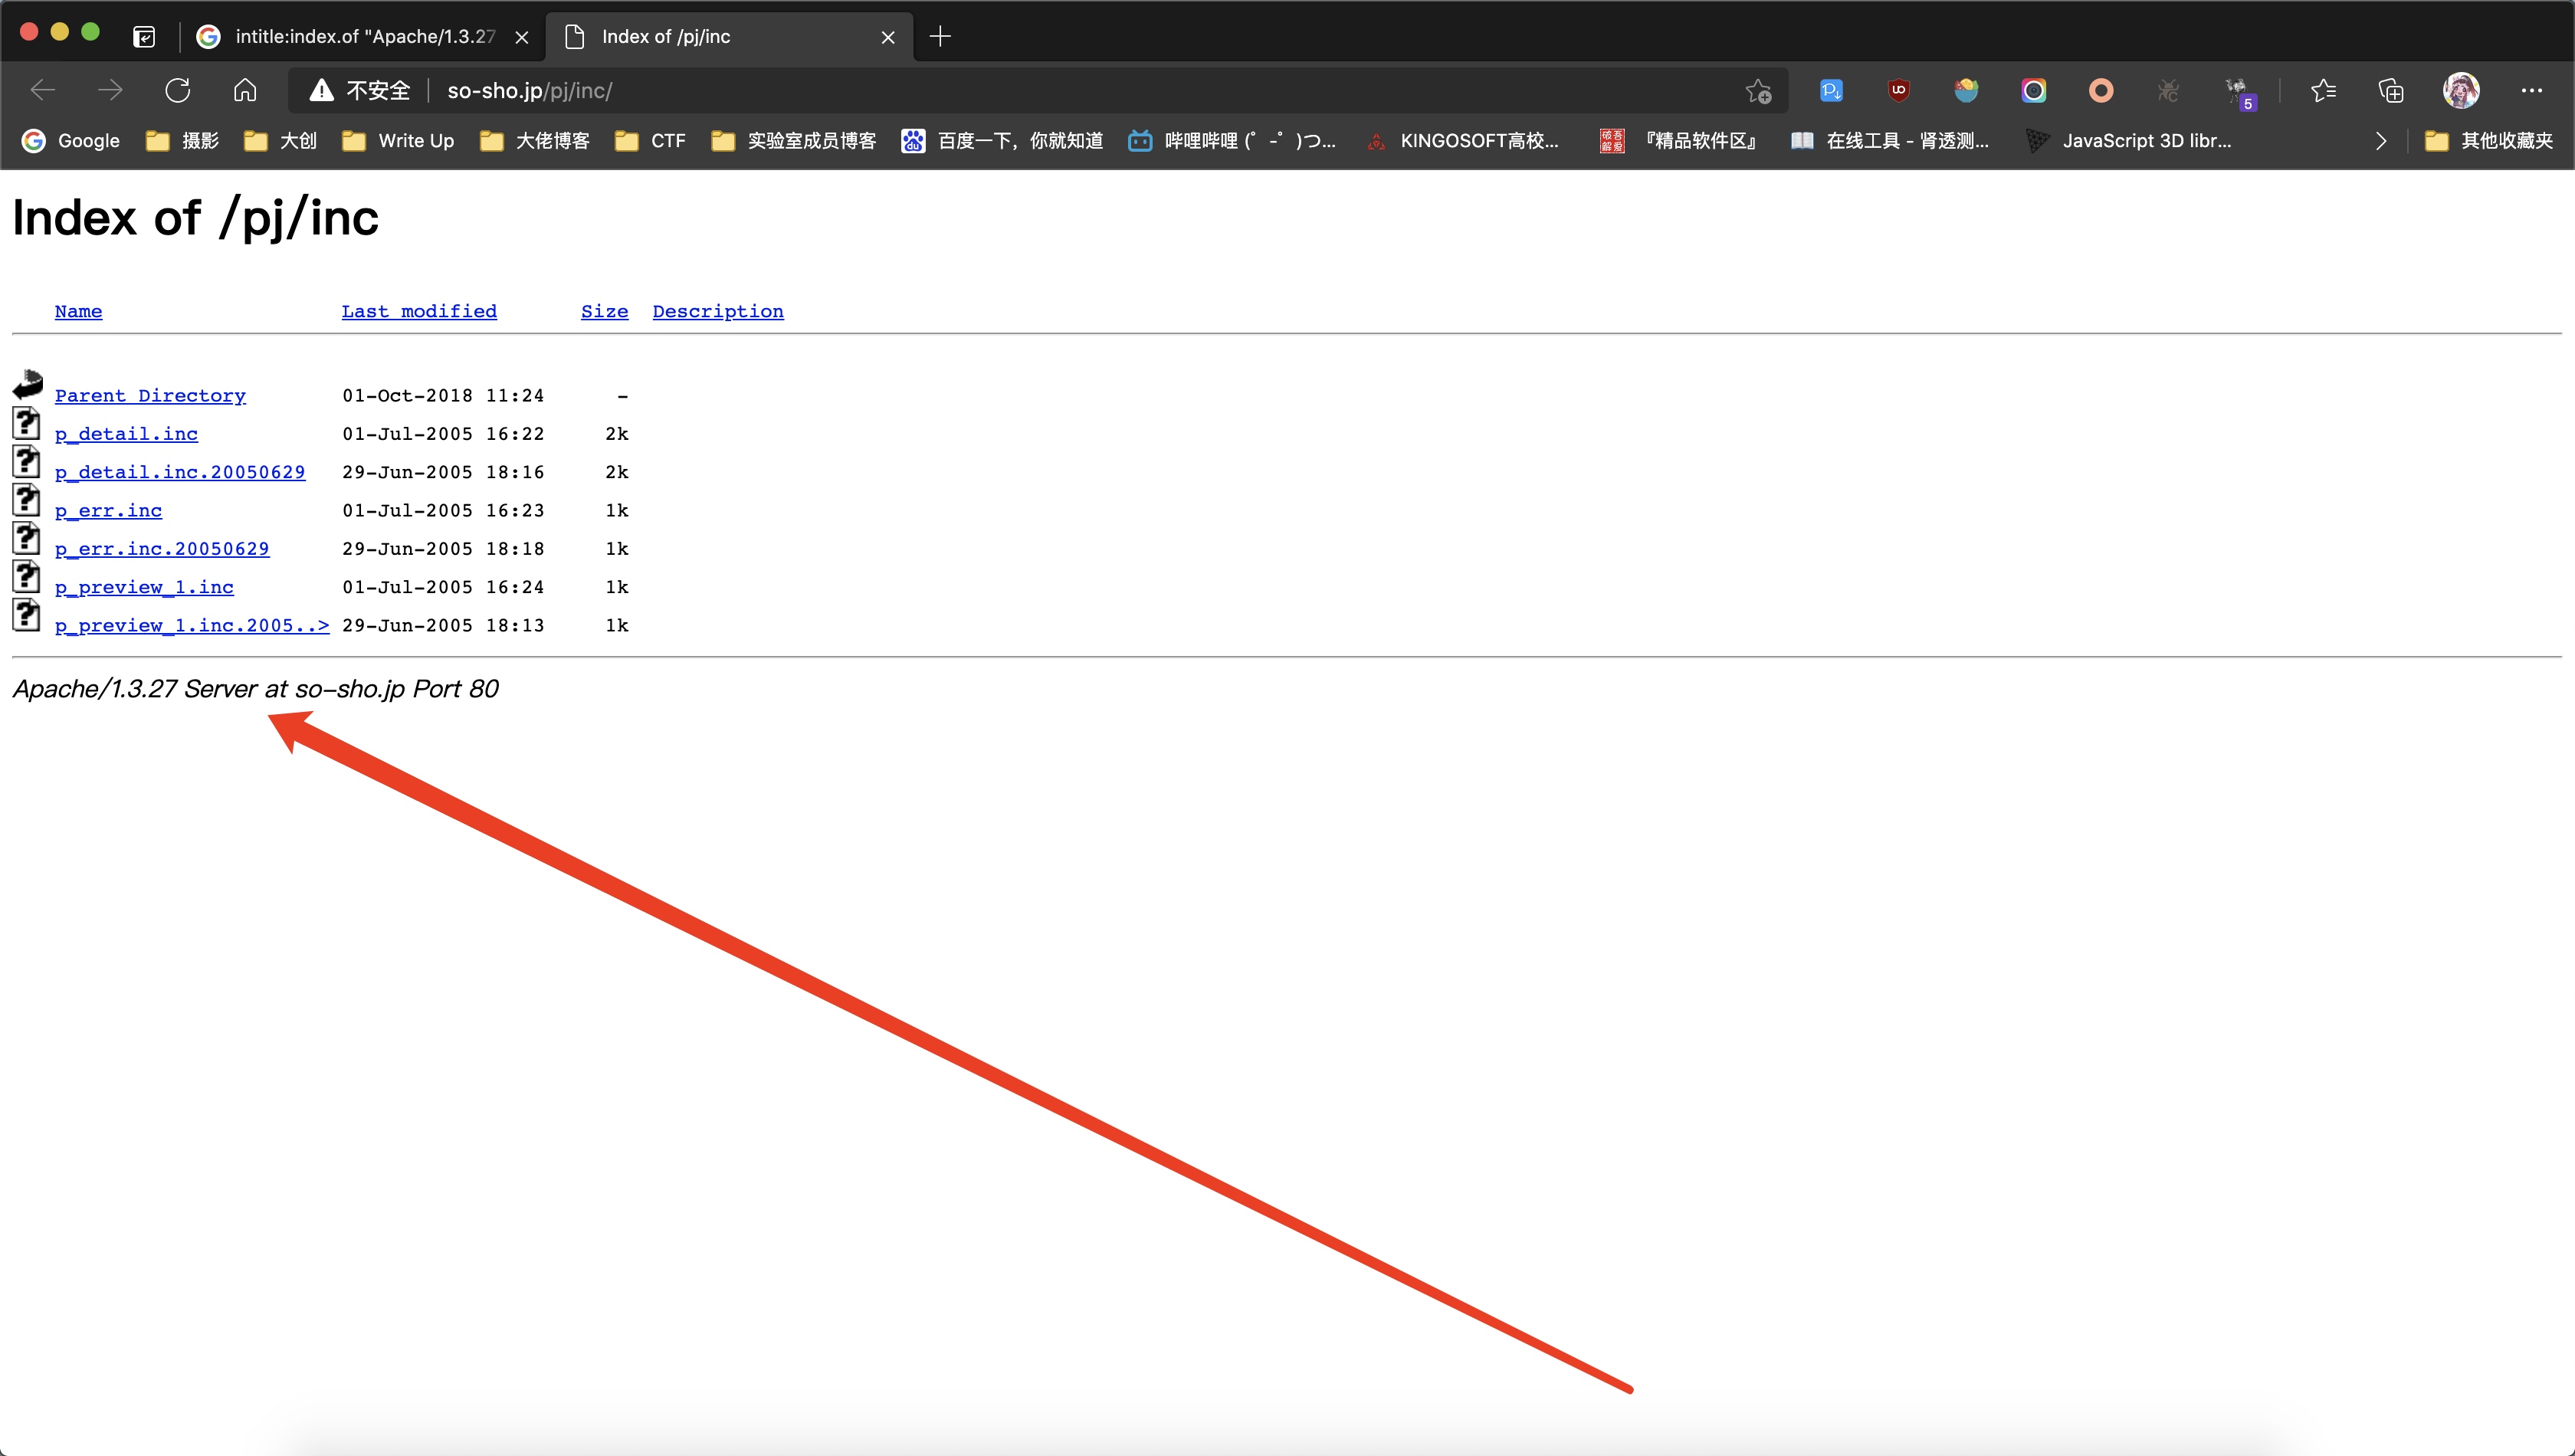 intitle:index.of "Apache/1.3.27
Index of /pj/inc
不安全
so-sho.jp/pj/inc/
5
Google
摄影
大创
Write Up
大佬博客
CTF
实验室成员博客
百度一下，你就知道
哔哩哔哩 (゜-゜)つ...
KINGOSOFT高校...
『精品软件区』
在线工具 - 肾透测...
JavaScript 3D libr...
其他收藏夹
Index of /pj/inc
Name Last modified Size Description
Parent Directory 01-Oct-2018 11:24 -
p_detail.inc 01-Jul-2005 16:22 2k
p_detail.inc.20050629 29-Jun-2005 18:16 2k
p_err.inc 01-Jul-2005 16:23 1k
p_err.inc.20050629 29-Jun-2005 18:18 1k
p_preview_1.inc 01-Jul-2005 16:24 1k
p_preview_1.inc.2005..> 29-Jun-2005 18:13 1k
Apache/1.3.27 Server at so-sho.jp Port 80